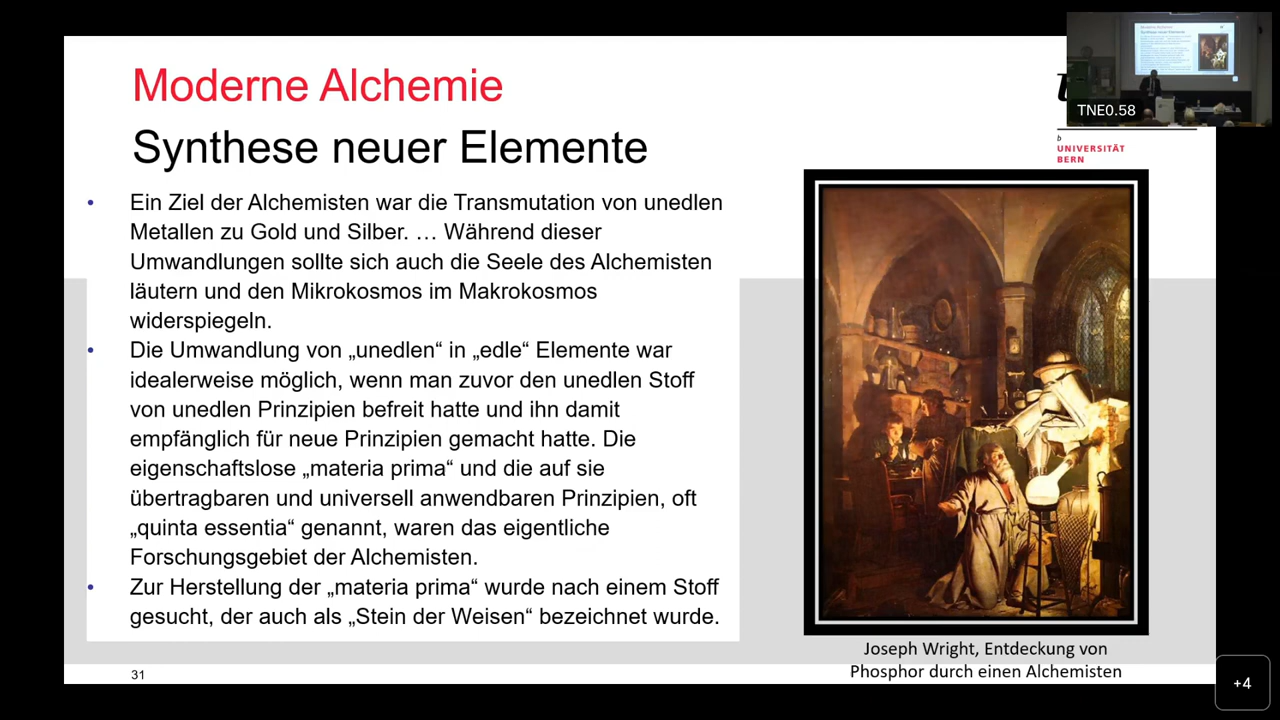 Moderne Alchemie
Synthese neuer Elemente
TNE0.58
b
UNIVERSITÄT
BERN
• Ein Ziel der Alchemisten war die Transmutation von unedlen
Metallen zu Gold und Silber. … Während dieser
Umwandlungen sollte sich auch die Seele des Alchemisten
läutern und den Mikrokosmos im Makrokosmos
widerspiegeln.
• Die Umwandlung von „unedlen“ in „edle“ Elemente war
idealerweise möglich, wenn man zuvor den unedlen Stoff
von unedlen Prinzipien befreit hatte und ihn damit
empfänglich für neue Prinzipien gemacht hatte. Die
eigenschaftslose „materia prima“ und die auf sie
übertragbaren und universell anwendbaren Prinzipien, oft
„quinta essentia“ genannt, waren das eigentliche
Forschungsgebiet der Alchemisten.
• Zur Herstellung der „materia prima“ wurde nach einem Stoff
gesucht, der auch als „Stein der Weisen“ bezeichnet wurde.
Joseph Wright, Entdeckung von
Phosphor durch einen Alchemisten
31
+4